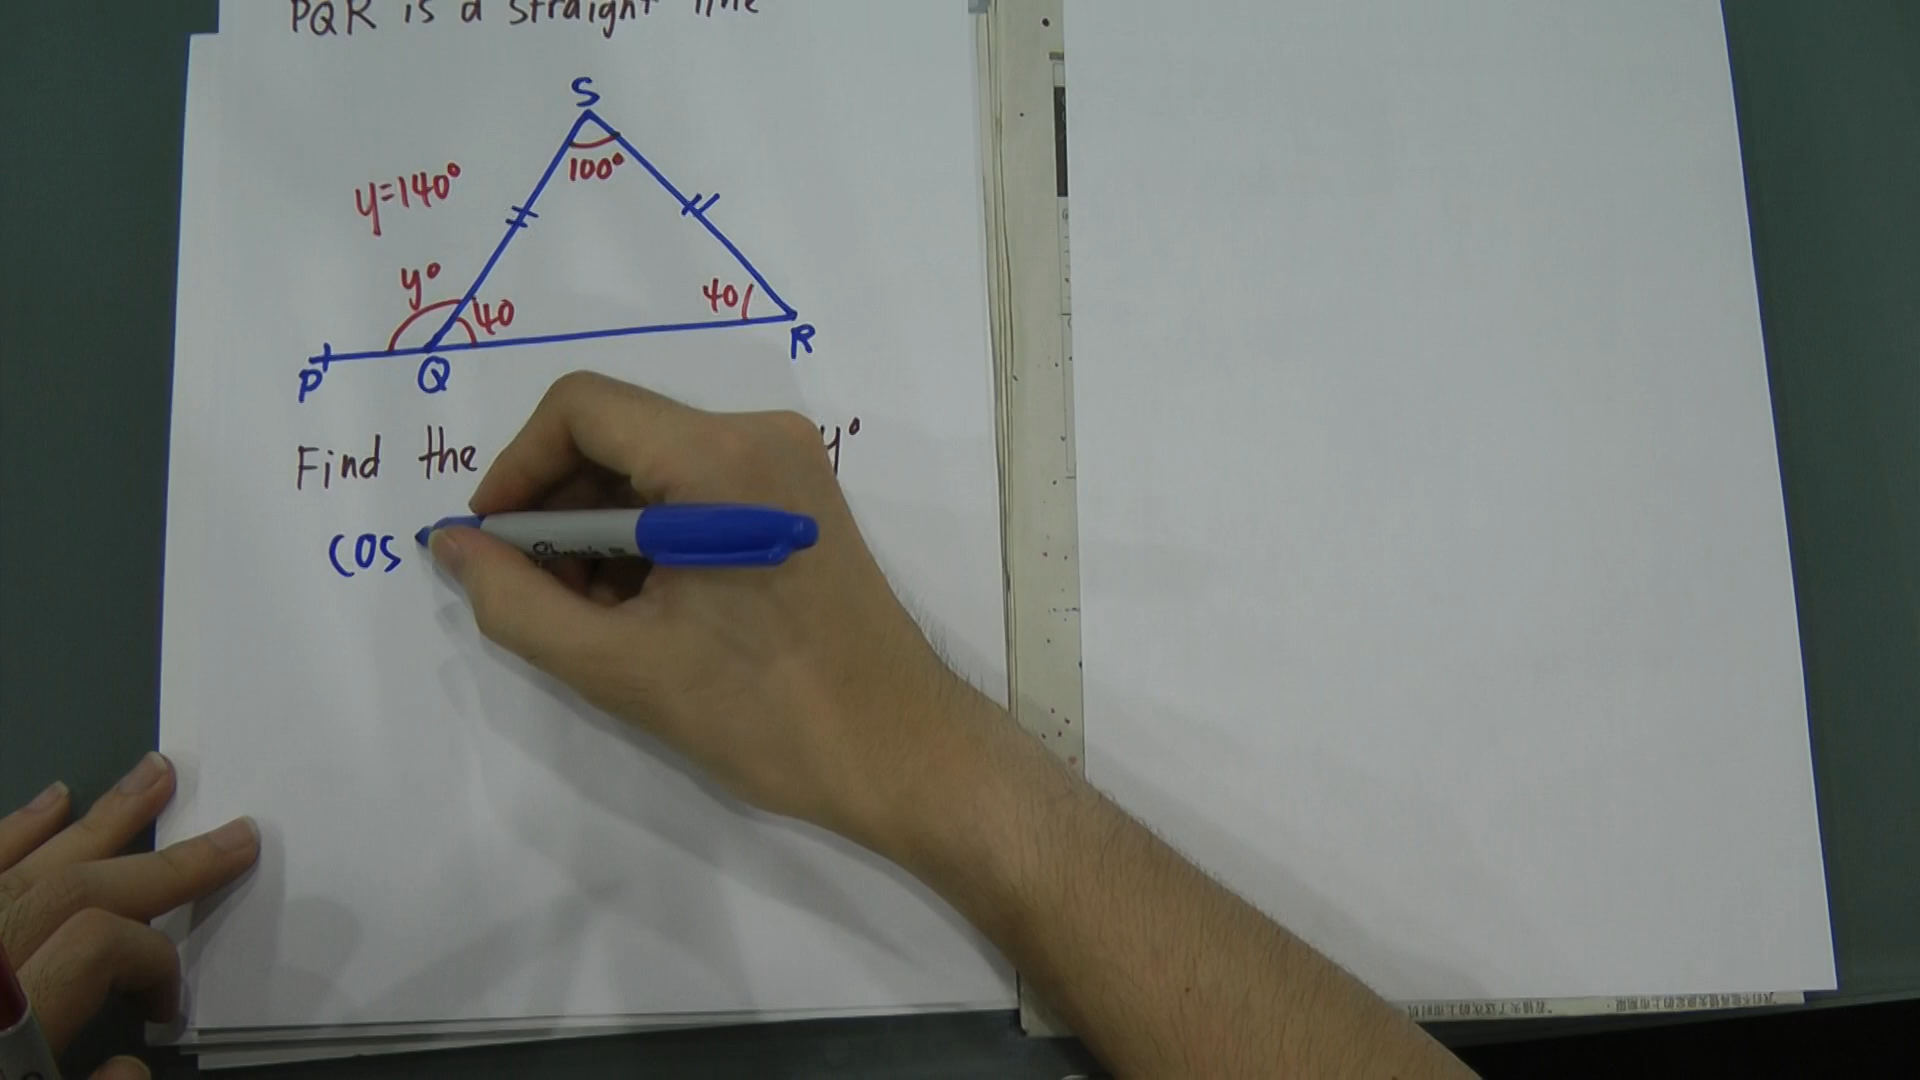 PQR is a straight line
S
100°
y=140°
y°
40
40
R
P
Q
Find the
y°
cos